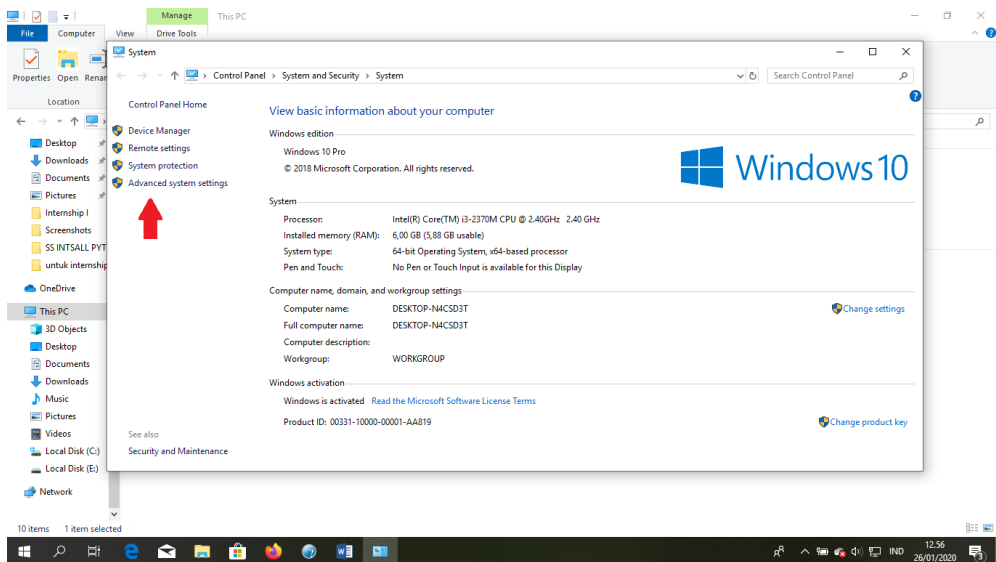 Manage This PC
File Computer View Drive Tools
Properties Open Renam
Location
System
Control Panel > System and Security > System
Search Control Panel
Desktop
Downloads
Documents
Pictures
Internship I
Screenshots
SS INTSALL PYT
untuk internship
OneDrive
This PC
3D Objects
Desktop
Documents
Downloads
Music
Pictures
Videos
Local Disk (C:)
Local Disk (E:)
Network
Control Panel Home
Device Manager
Remote settings
System protection
Advanced system settings
See also
Security and Maintenance
View basic information about your computer
Windows edition
Windows 10 Pro
© 2018 Microsoft Corporation. All rights reserved.
Windows 10
System
Processor: Intel(R) Core(TM) i3-2370M CPU @ 2.40GHz 2.40 GHz
Installed memory (RAM): 6,00 GB (5,88 GB usable)
System type: 64-bit Operating System, x64-based processor
Pen and Touch: No Pen or Touch Input is available for this Display
Computer name, domain, and workgroup settings
Computer name: DESKTOP-N4CSD3T
Change settings
Full computer name: DESKTOP-N4CSD3T
Computer description:
Workgroup: WORKGROUP
Windows activation
Windows is activated Read the Microsoft Software License Terms
Product ID: 00331-10000-00001-AA819
Change product key
10 items 1 item selected
IND
12.56
26/01/2020
3